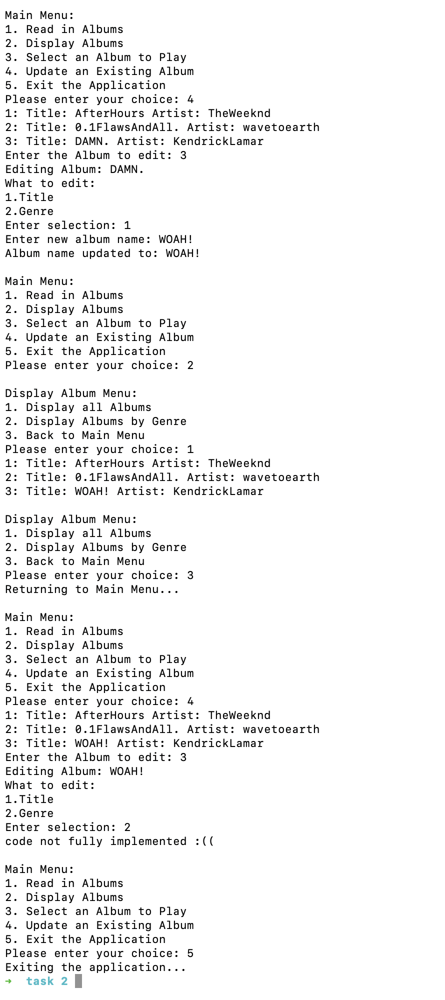 Main Menu:
1. Read in Albums
2. Display Albums
3. Select an Album to Play
4. Update an Existing Album
5. Exit the Application
Please enter your choice: 4
1: Title: AfterHours Artist: TheWeeknd
2: Title: 0.1FlawsAndAll. Artist: wavetoearth
3: Title: DAMN. Artist: KendrickLamar
Enter the Album to edit: 3
Editing Album: DAMN.
What to edit:
1.Title
2.Genre
Enter selection: 1
Enter new album name: WOAH!
Album name updated to: WOAH!

Main Menu:
1. Read in Albums
2. Display Albums
3. Select an Album to Play
4. Update an Existing Album
5. Exit the Application
Please enter your choice: 2

Display Album Menu:
1. Display all Albums
2. Display Albums by Genre
3. Back to Main Menu
Please enter your choice: 1
1: Title: AfterHours Artist: TheWeeknd
2: Title: 0.1FlawsAndAll. Artist: wavetoearth
3: Title: WOAH! Artist: KendrickLamar

Display Album Menu:
1. Display all Albums
2. Display Albums by Genre
3. Back to Main Menu
Please enter your choice: 3
Returning to Main Menu...

Main Menu:
1. Read in Albums
2. Display Albums
3. Select an Album to Play
4. Update an Existing Album
5. Exit the Application
Please enter your choice: 4
1: Title: AfterHours Artist: TheWeeknd
2: Title: 0.1FlawsAndAll. Artist: wavetoearth
3: Title: WOAH! Artist: KendrickLamar
Enter the Album to edit: 3
Editing Album: WOAH!
What to edit:
1.Title
2.Genre
Enter selection: 2
code not fully implemented :((

Main Menu:
1. Read in Albums
2. Display Albums
3. Select an Album to Play
4. Update an Existing Album
5. Exit the Application
Please enter your choice: 5
Exiting the application...
➜ task 2